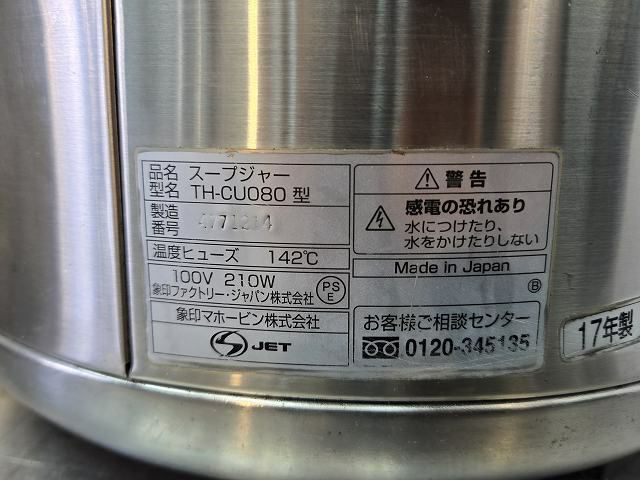 品名 スープジャー
型名 TH-CU080 型
製造
番号
温度ヒューズ 142℃
100V 210W
象印ファクトリー・ジャパン株式会社
PS
E
象印マホービン株式会社
JET
警告
感電の恐れあり
水につけたり、
水をかけたりしない
Made in Japan
B
お客様ご相談センター
0120-345135
17年製